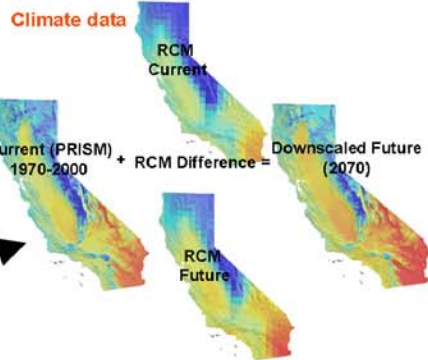 Climate data
RCM
Current
urrent (PRISM)
1970-2000
+
RCM Difference =
Downscaled Future
(2070)
RCM
Future